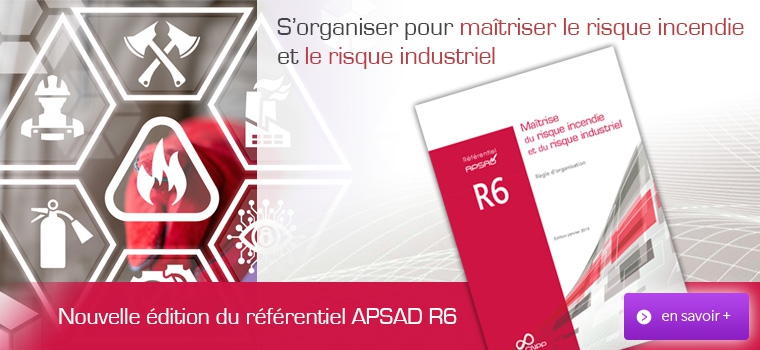 S'organiser pour maîtriser le risque incendie
et le risque industriel
Maîtrise
du risque incendie
et du risque industriel
Référentiel
APSAD
R6
Règle d'organisation
CNPP
Nouvelle édition du référentiel APSAD R6
en savoir +